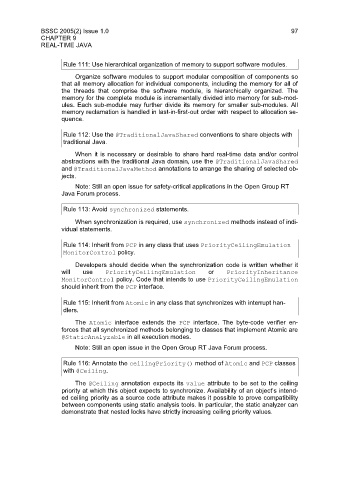 BSSC 2005(2) Issue 1.0 97
CHAPTER 9
REAL-TIME JAVA
Rule 111: Use hierarchical organization of memory to support software modules.
Organize software modules to support modular composition of components so
that all memory allocation for individual components, including the memory for all of
the threads that comprise the software module, is hierarchically organized. The
memory for the complete module is incrementally divided into memory for sub-mod-
ules. Each sub-module may further divide its memory for smaller sub-modules. All
memory reclamation is handled in last-in-first-out order with respect to allocation se-
quence.
Rule 112: Use the @TraditionalJavaShared conventions to share objects with
traditional Java.
When it is necessary or desirable to share hard real-time data and/or control
abstractions with the traditional Java domain, use the @TraditionalJavaShared
and @TraditionalJavaMethod annotations to arrange the sharing of selected ob-
jects.
Note: Still an open issue for safety-critical applications in the Open Group RT
Java Forum process.
Rule 113: Avoid synchronized statements.
When synchronization is required, use synchronized methods instead of indi-
vidual statements.
Rule 114: Inherit from PCP in any class that uses PriorityCeilingEmulation
MonitorControl policy.
Developers should decide when the synchronization code is written whether it
will use PriorityCeilingEmulation or PriorityInheritance
MonitorControl policy. Code that intends to use PriorityCeilingEmulation
should inherit from the PCP interface.
Rule 115: Inherit from Atomic in any class that synchronizes with interrupt han-
dlers.
The Atomic interface extends the PCP interface. The byte-code verifier en-
forces that all synchronized methods belonging to classes that implement Atomic are
@StaticAnalyzable in all execution modes.
Note: Still an open issue in the Open Group RT Java Forum process.
Rule 116: Annotate the ceilingPriority() method of Atomic and PCP classes
with @Ceiling.
The @Ceiling annotation expects its value attribute to be set to the ceiling
priority at which this object expects to synchronize. Availability of an object's intend-
ed ceiling priority as a source code attribute makes it possible to prove compatibility
between components using static analysis tools. In particular, the static analyzer can
demonstrate that nested locks have strictly increasing ceiling priority values.